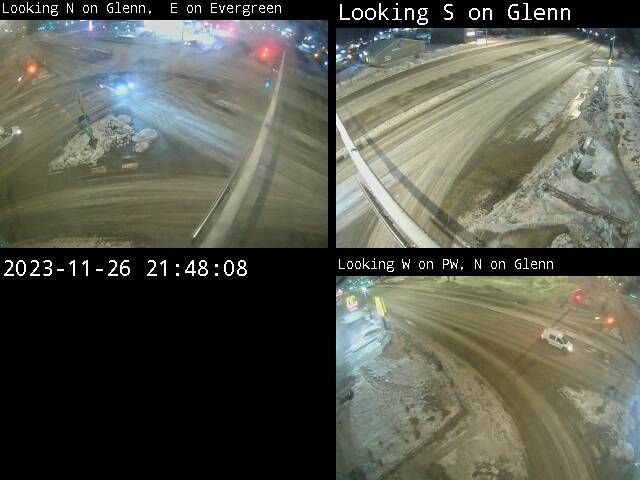 Looking N on Glenn,  E on Evergreen
Looking S on Glenn
2023-11-26 21:48:08
Looking W on PW, N on Glenn